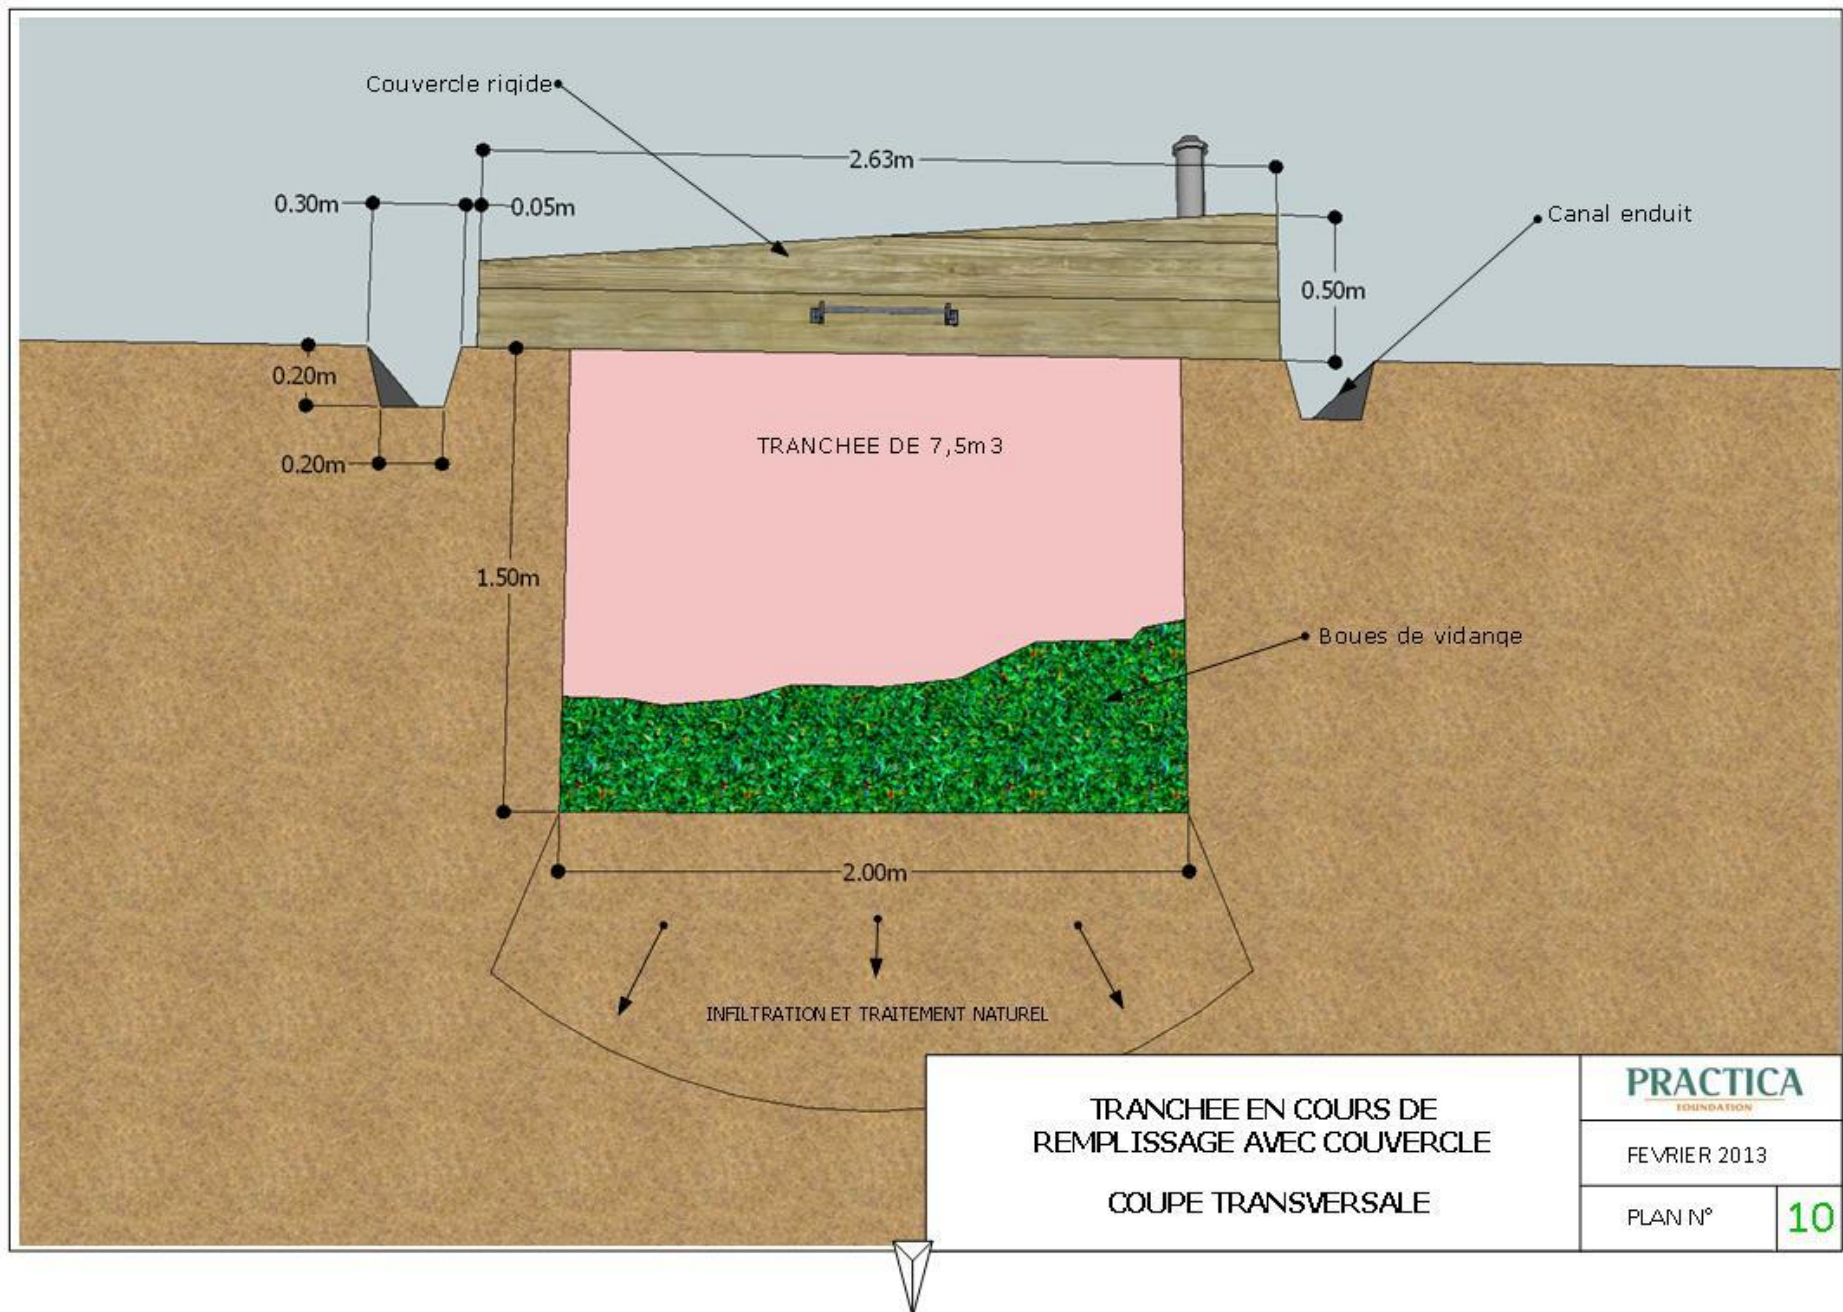 Couvercle rigide
2.63m
0.30m
0.05m
Canal enduit
0.50m
0.20m
0.20m
TRANCHEE DE 7,5m3
1.50m
Boues de vidange
2.00m
INFILTRATION ET TRAITEMENT NATUREL
TRANCHEE EN COURS DE
REMPLISSAGE AVEC COUVERCLE
COUPE TRANSVERSALE
PRACTICA
FOUNDATION
FEVRIER 2013
PLAN N° 10